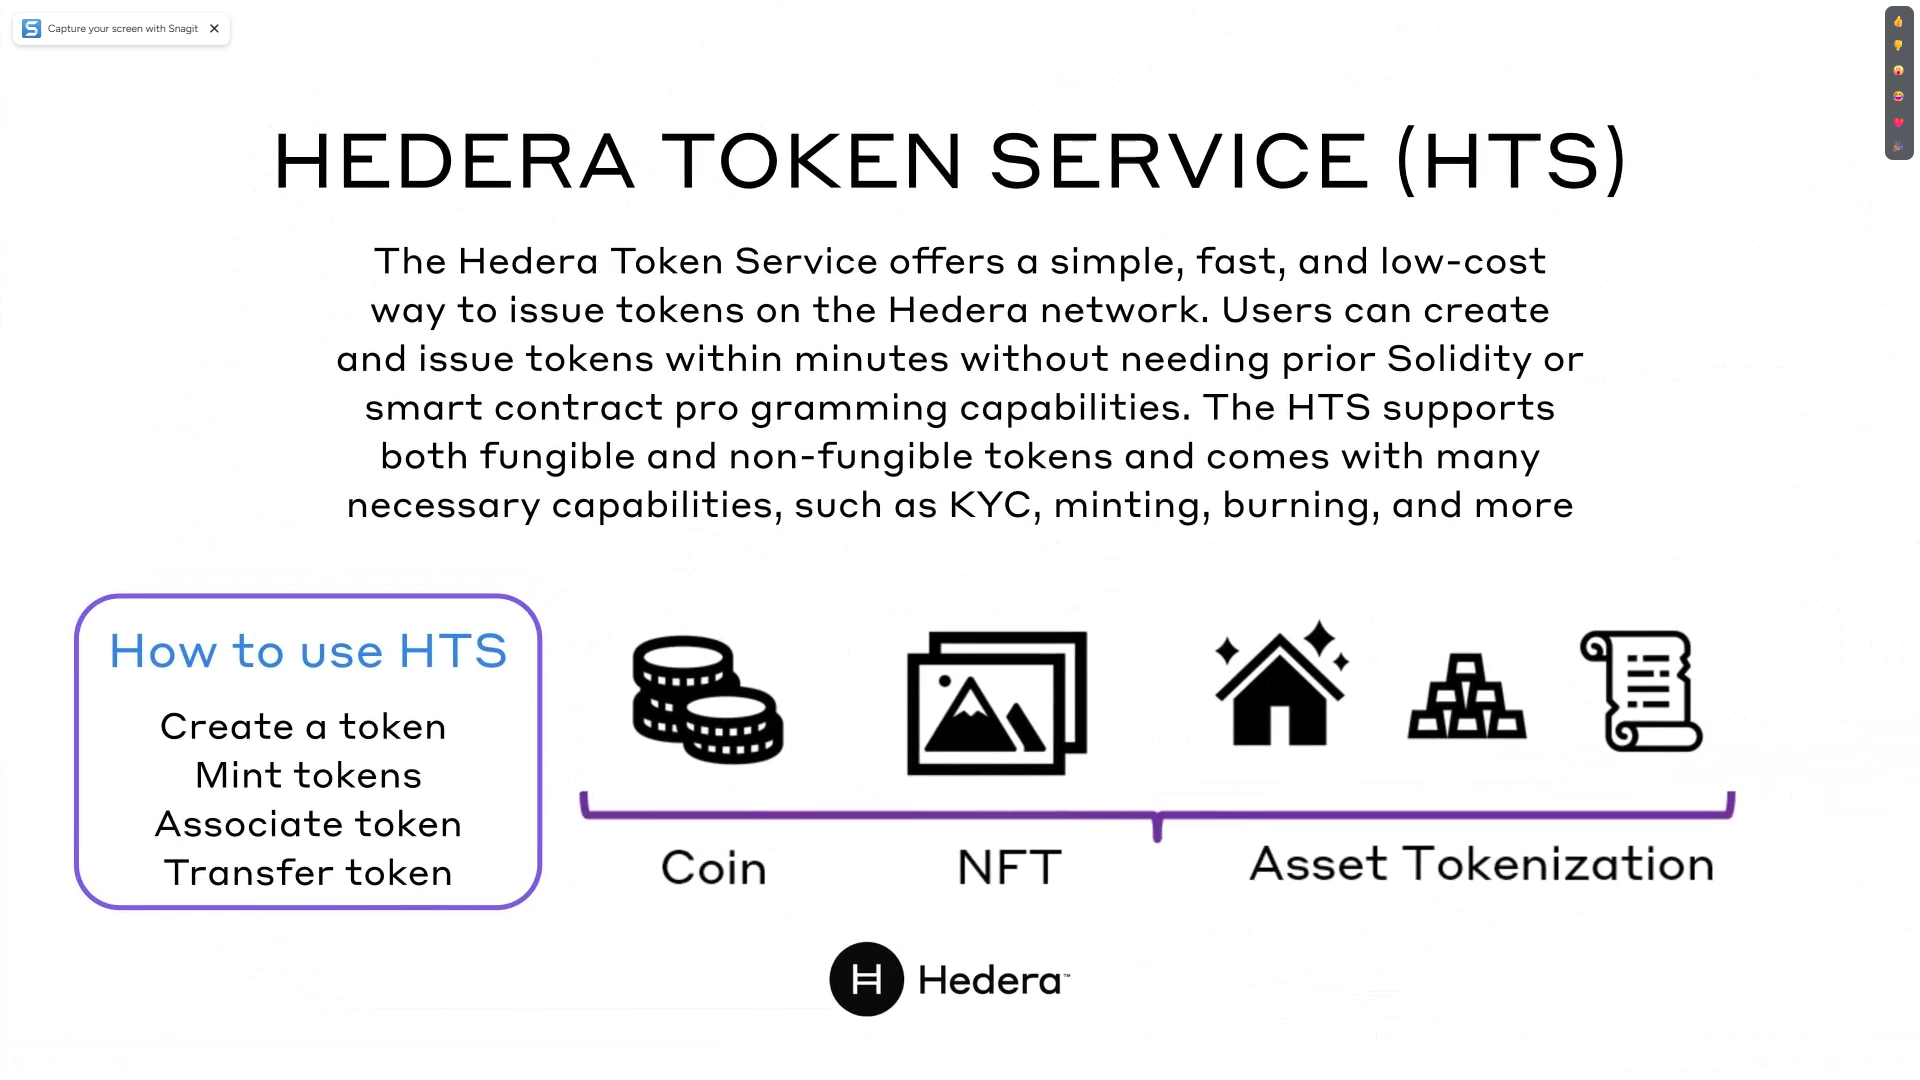 Capture your screen with Snagit
HEDERA TOKEN SERVICE (HTS)
The Hedera Token Service offers a simple, fast, and low-cost
way to issue tokens on the Hedera network. Users can create
and issue tokens within minutes without needing prior Solidity or
smart contract pro gramming capabilities. The HTS supports
both fungible and non-fungible tokens and comes with many
necessary capabilities, such as KYC, minting, burning, and more
How to use HTS
Create a token
Mint tokens
Associate token
Transfer token
Coin
NFT
Asset Tokenization
Hedera™